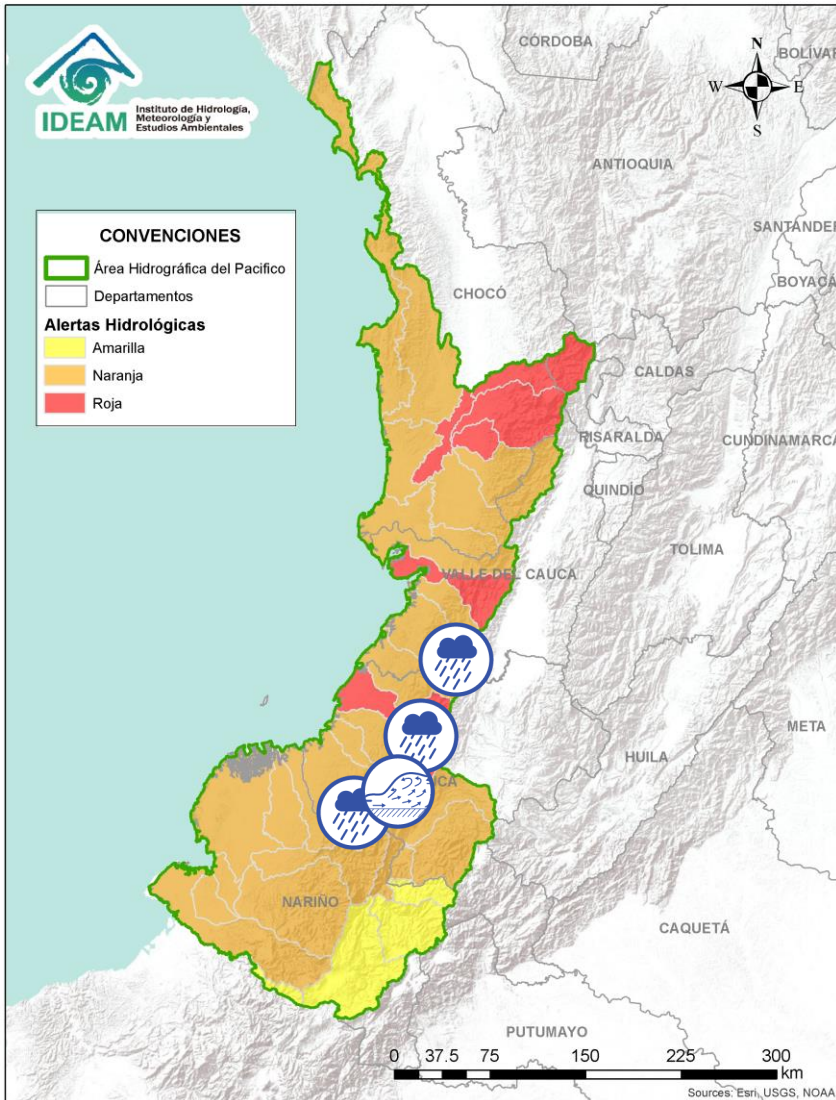 CÓRDOBA
BOLÍVAR
IDEAM
Instituto de Hidrología,
Meteorología y
Estudios Ambientales
N
W
E
S
ANTIOQUIA
CONVENCIONES
Área Hidrográfica del Pacifico
Departamentos
Alertas Hidrológicas
Amarilla
Naranja
Roja
SANTANDER
BOYACÁ
CHOCÓ
CALDAS
RISARALDA
CUNDINAMARCA
QUINDÍO
TOLIMA
VALLE DEL CAUCA
META
HUILA
UCA
NARIÑO
CAQUETÁ
PUTUMAYO
0 37.5 75 150 225 300
km
Sources: Esri, USGS, NOAA